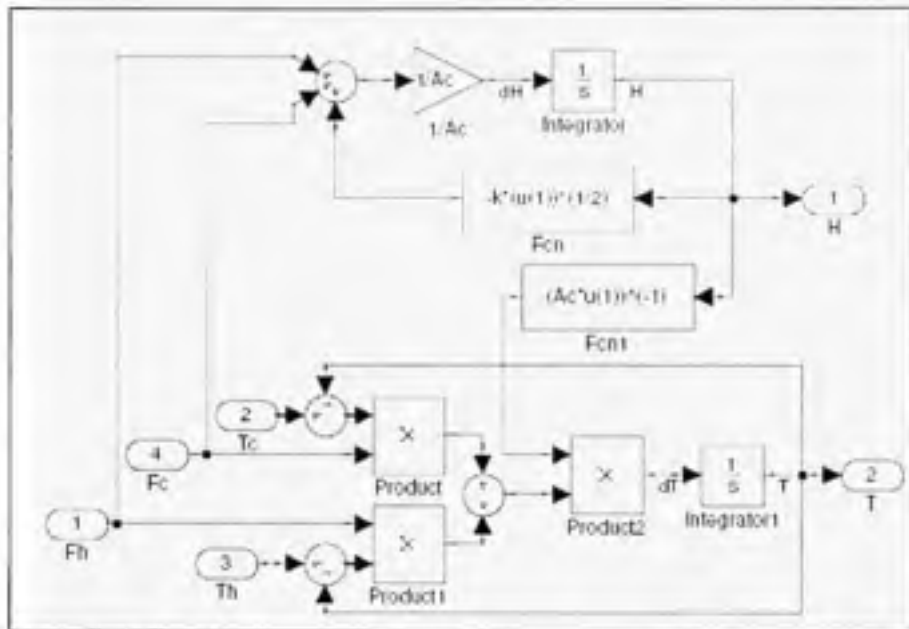 1/Ac
1/Ac
dH
1
s
Integrator
H
-k*(u(1))^(1/2)
Fcn
1
H
(Ac*u(1))^(-1)
Fcn1
2
Tc
4
Fc
1
Fh
3
Th
×
Product
×
Product1
×
Product2
dT
1
s
Integrator1
T
2
T